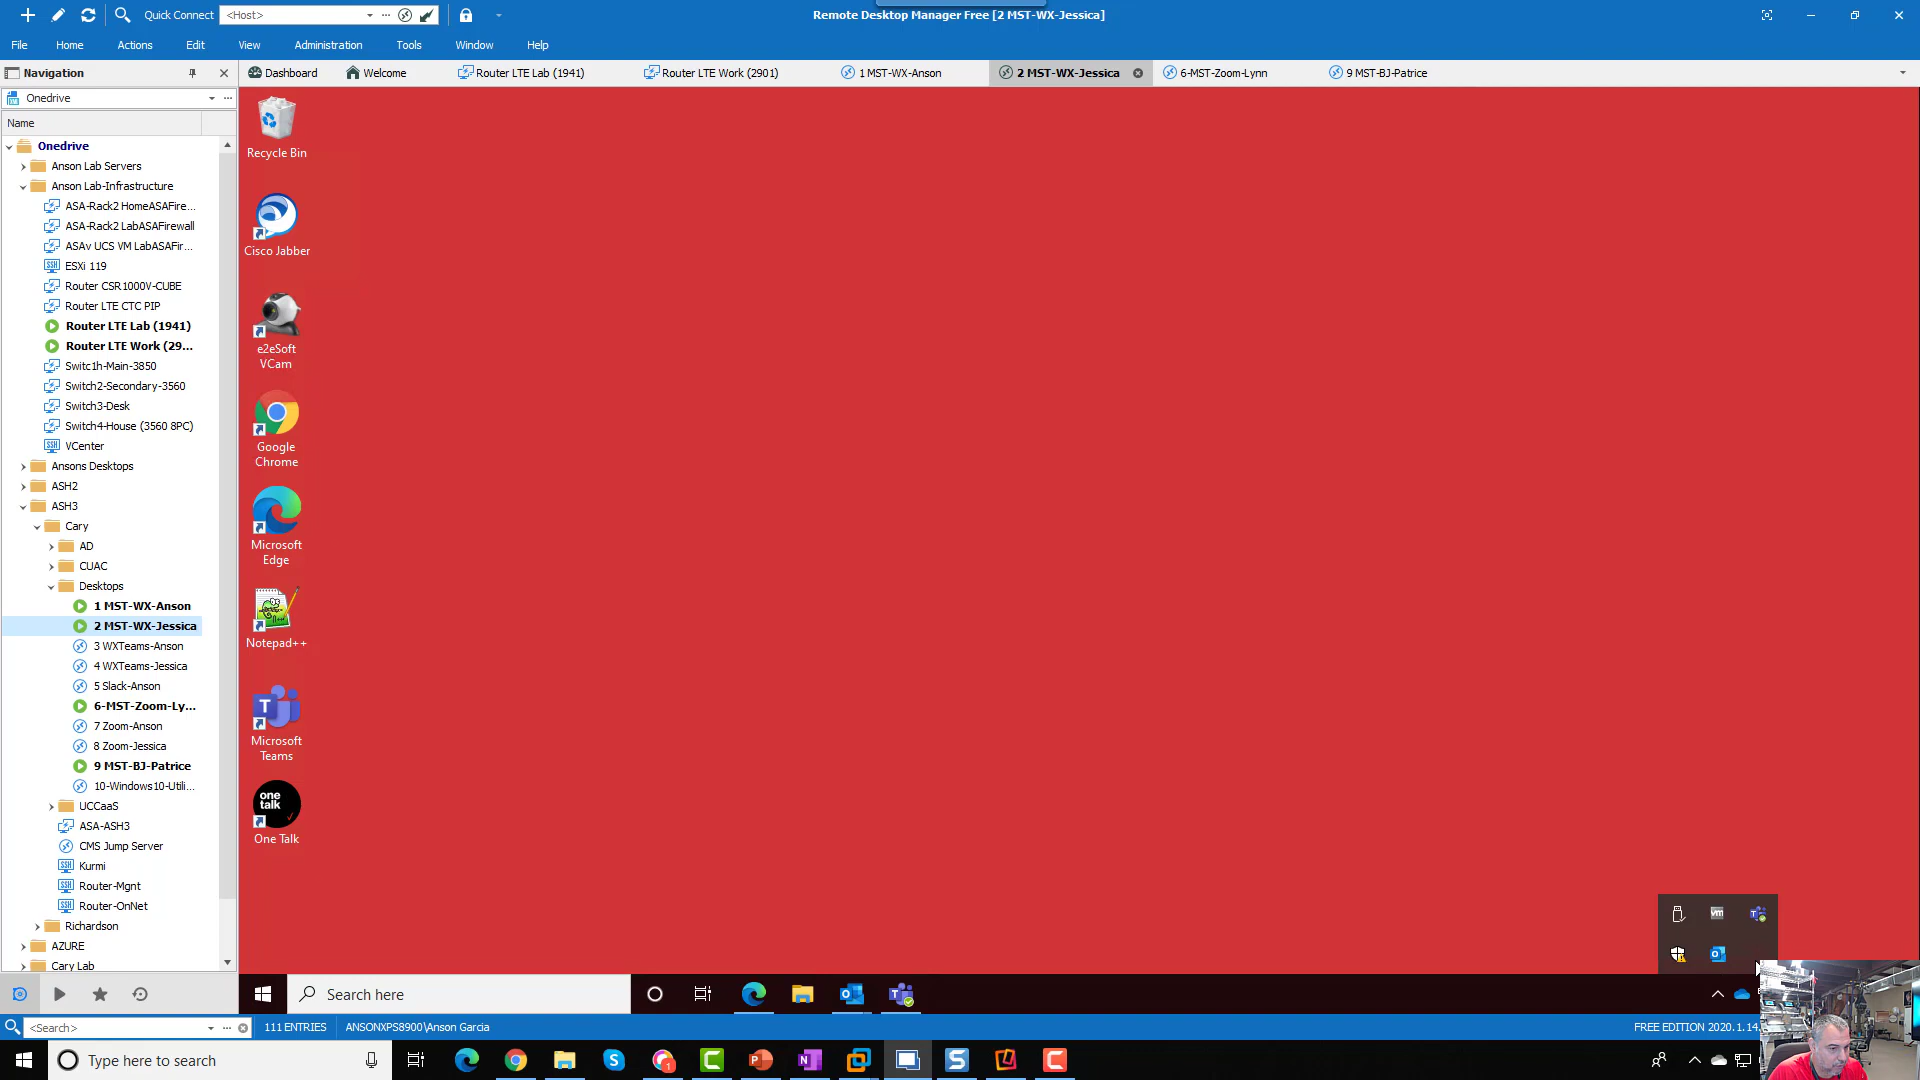 Quick Connect
<Host>
Remote Desktop Manager Free [2 MST-WX-Jessica]
File
Home
Actions
Edit
View
Administration
Tools
Window
Help
Navigation
Dashboard
Welcome
Router LTE Lab (1941)
Router LTE Work (2901)
1 MST-WX-Anson
2 MST-WX-Jessica
6-MST-Zoom-Lynn
9 MST-BJ-Patrice
Onedrive
Name
Onedrive
Anson Lab Servers
Anson Lab-Infrastructure
ASA-Rack2 HomeASAFire...
ASA-Rack2 LabASAFirewall
ASAv UCS VM LabASAFir...
ESXi 119
Router CSR1000V-CUBE
Router LTE CTC PIP
Router LTE Lab (1941)
Router LTE Work (29...
Switc1h-Main-3850
Switch2-Secondary-3560
Switch3-Desk
Switch4-House (3560 8PC)
VCenter
Ansons Desktops
ASH2
ASH3
Cary
AD
CUAC
Desktops
1 MST-WX-Anson
2 MST-WX-Jessica
3 WXTeams-Anson
4 WXTeams-Jessica
5 Slack-Anson
6-MST-Zoom-Ly...
7 Zoom-Anson
8 Zoom-Jessica
9 MST-BJ-Patrice
10-Windows10-Utili...
UCCaaS
ASA-ASH3
CMS Jump Server
Kurmi
Router-Mgnt
Router-OnNet
Richardson
AZURE
Cary Lab
Recycle Bin
Cisco Jabber
e2eSoft
VCam
Google
Chrome
Microsoft
Edge
Notepad++
Microsoft
Teams
one
talk
One Talk
vm
Search here
<Search>
111 ENTRIES
ANSONXPS8900\Anson Garcia
FREE EDITION 2020.1.14.
Type here to search